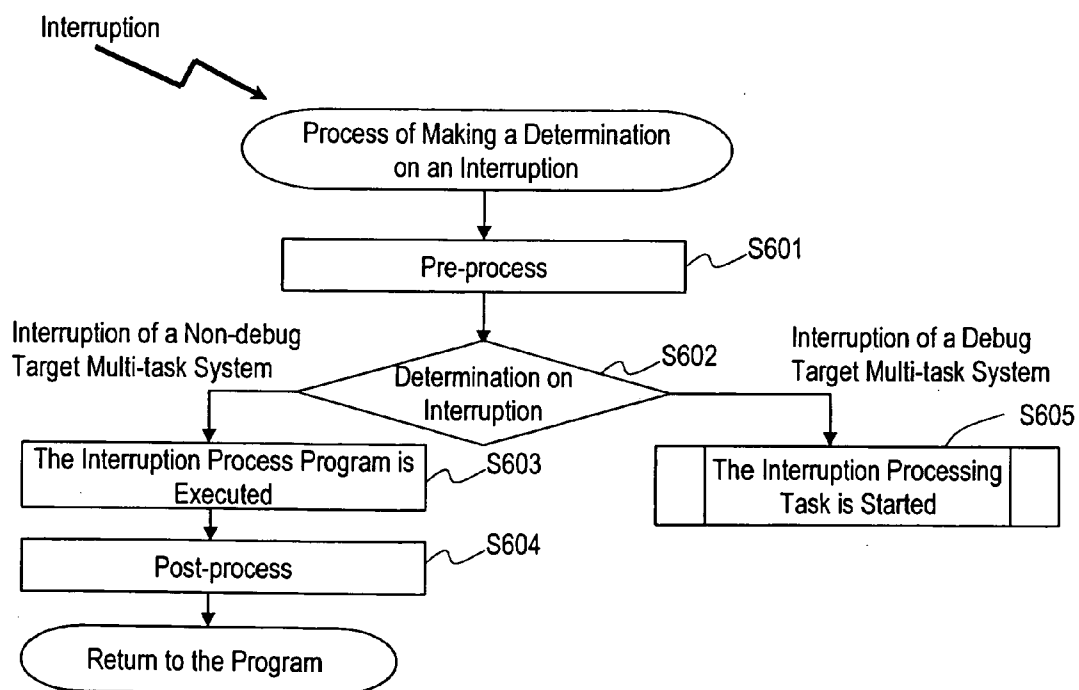 Interruption
Process of Making a Determination
on an Interruption
Pre-process
S601
Interruption of a Non-debug
Target Multi-task System
S602
Interruption of a Debug
Target Multi-task System
Determination on
Interruption
S605
The Interruption Process Program is
Executed
S603
The Interruption Processing
Task is Started
Post-process
S604
Return to the Program